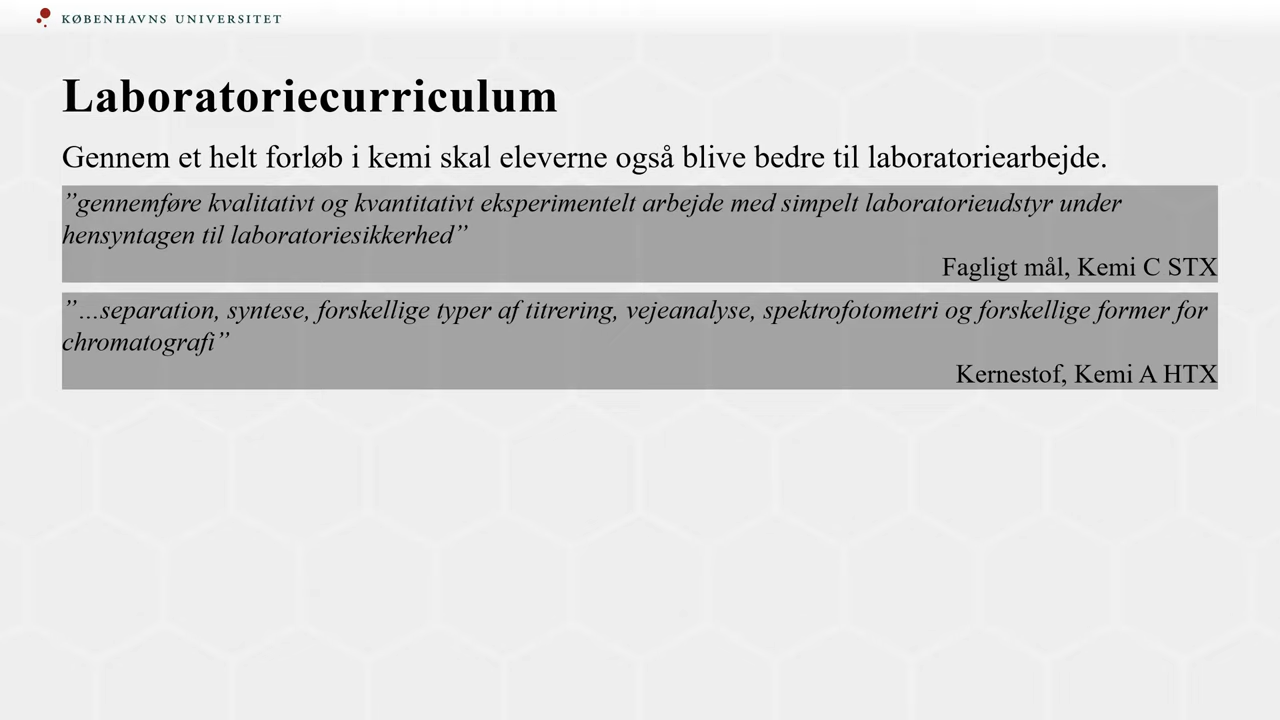 KØBENHAVNS UNIVERSITET
Laboratoriecurriculum
Gennem et helt forløb i kemi skal eleverne også blive bedre til laboratoriearbejde.
”gennemføre kvalitativt og kvantitativt eksperimentelt arbejde med simpelt laboratorieudstyr under
hensyntagen til laboratoriesikkerhed”
Fagligt mål, Kemi C STX
”…separation, syntese, forskellige typer af titrering, vejeanalyse, spektrofotometri og forskellige former for
chromatografi”
Kernestof, Kemi A HTX